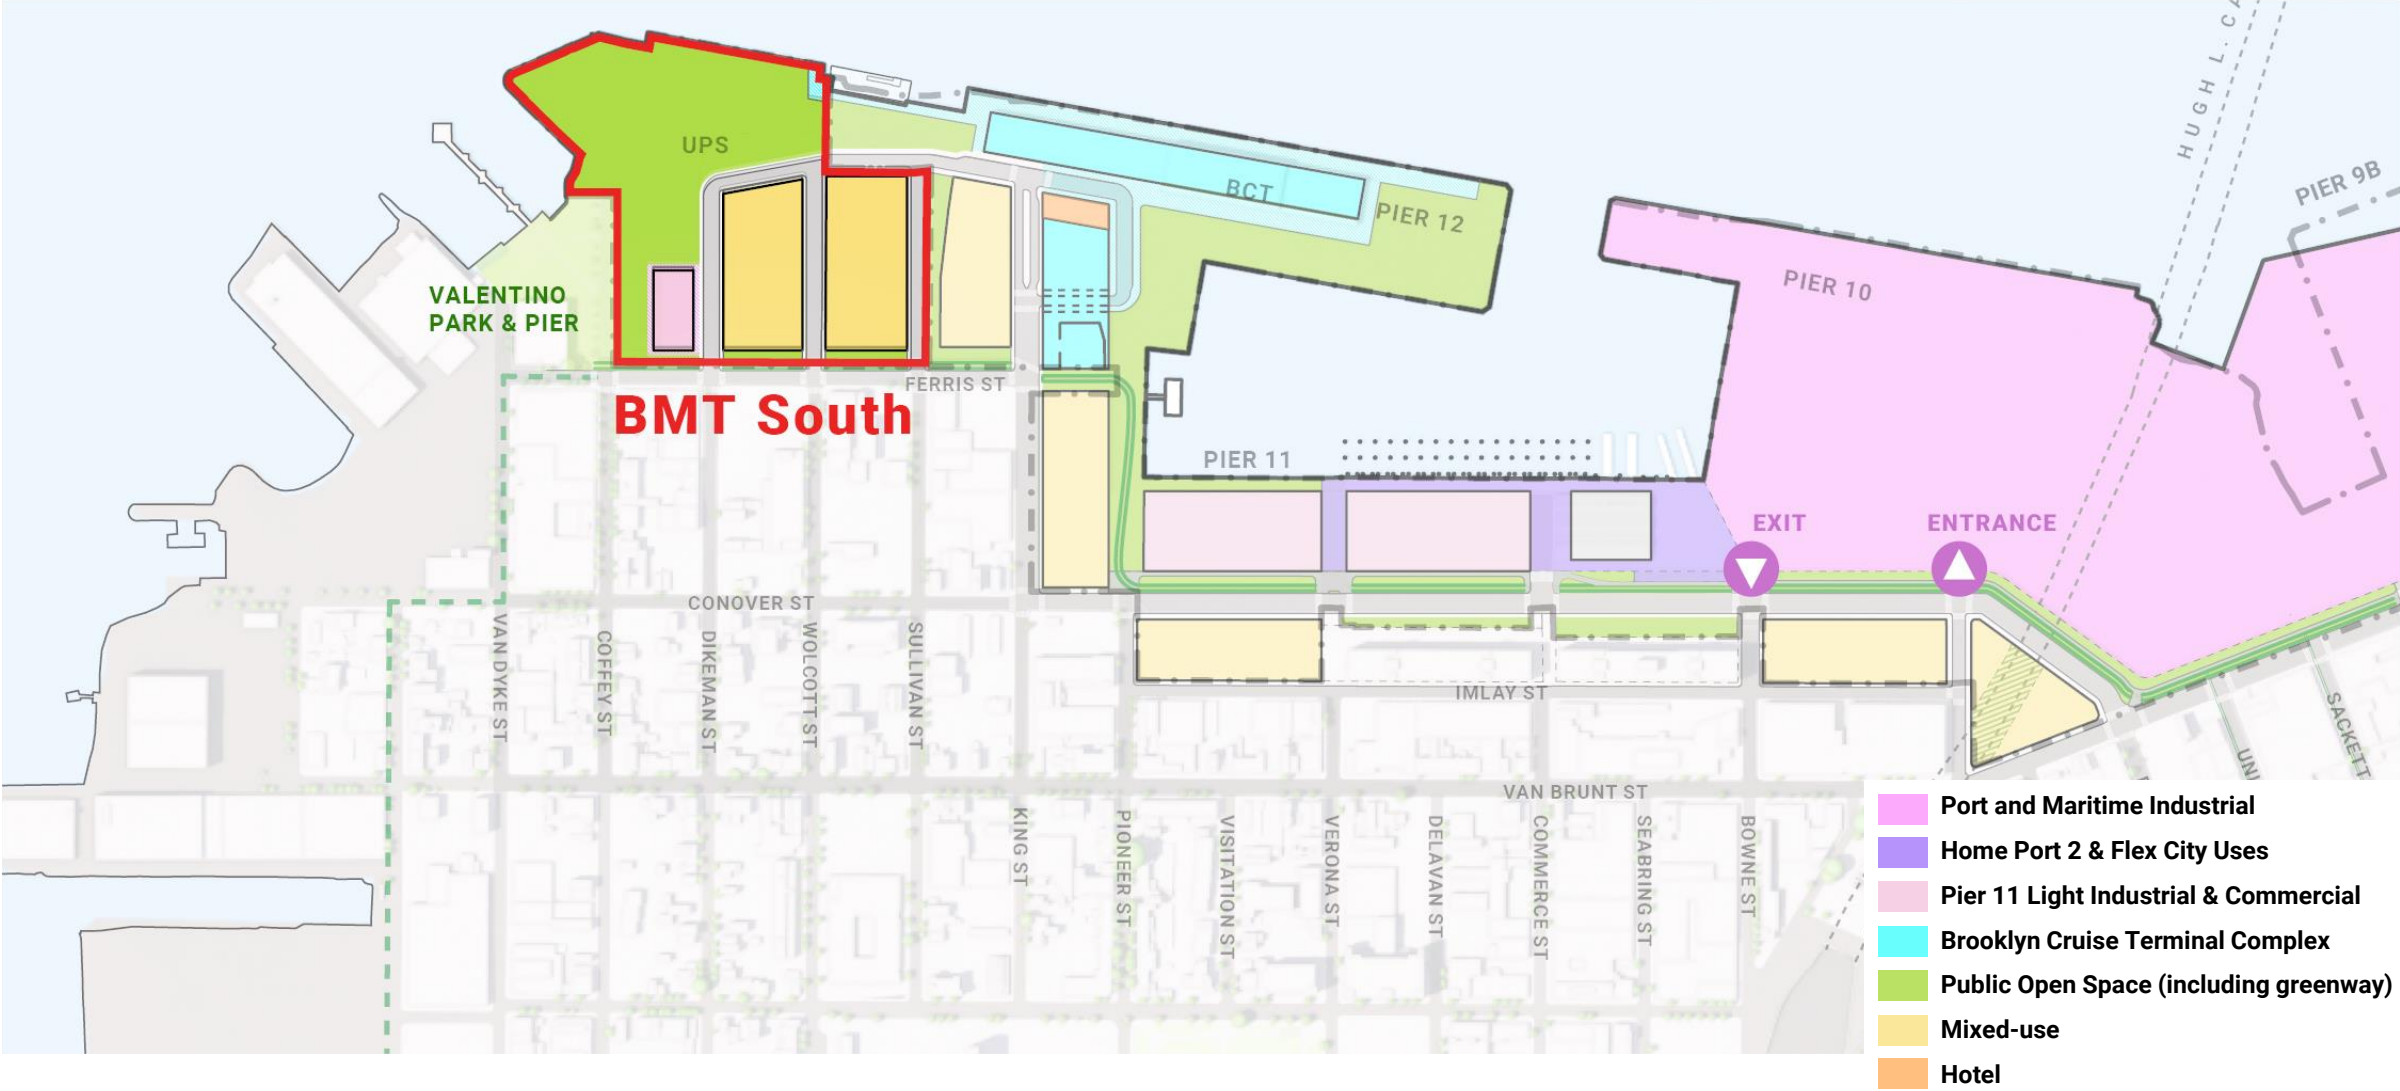 HUGH L. CA
PIER 9B
UPS
BCT
PIER 12
PIER 10
VALENTINO
PARK & PIER
FERRIS ST
BMT South
PIER 11
EXIT
ENTRANCE
CONOVER ST
VAN DYKE ST
COFFEY ST
DIKEMAN ST
WOLCOTT ST
SULLIVAN ST
IMLAY ST
SACKETT
UNI
VAN BRUNT ST
KING ST
PIONEER ST
VISITATION ST
VERONA ST
DELAVAN ST
COMMERCE ST
SEABRING ST
BOWNE ST
Port and Maritime Industrial
Home Port 2 & Flex City Uses
Pier 11 Light Industrial & Commercial
Brooklyn Cruise Terminal Complex
Public Open Space (including greenway)
Mixed-use
Hotel